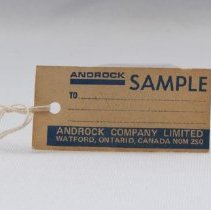 ANDROCK SAMPLE
TO
ANDROCK COMPANY LIMITED
WATFORD, ONTARIO, CANADA N0M 2S0